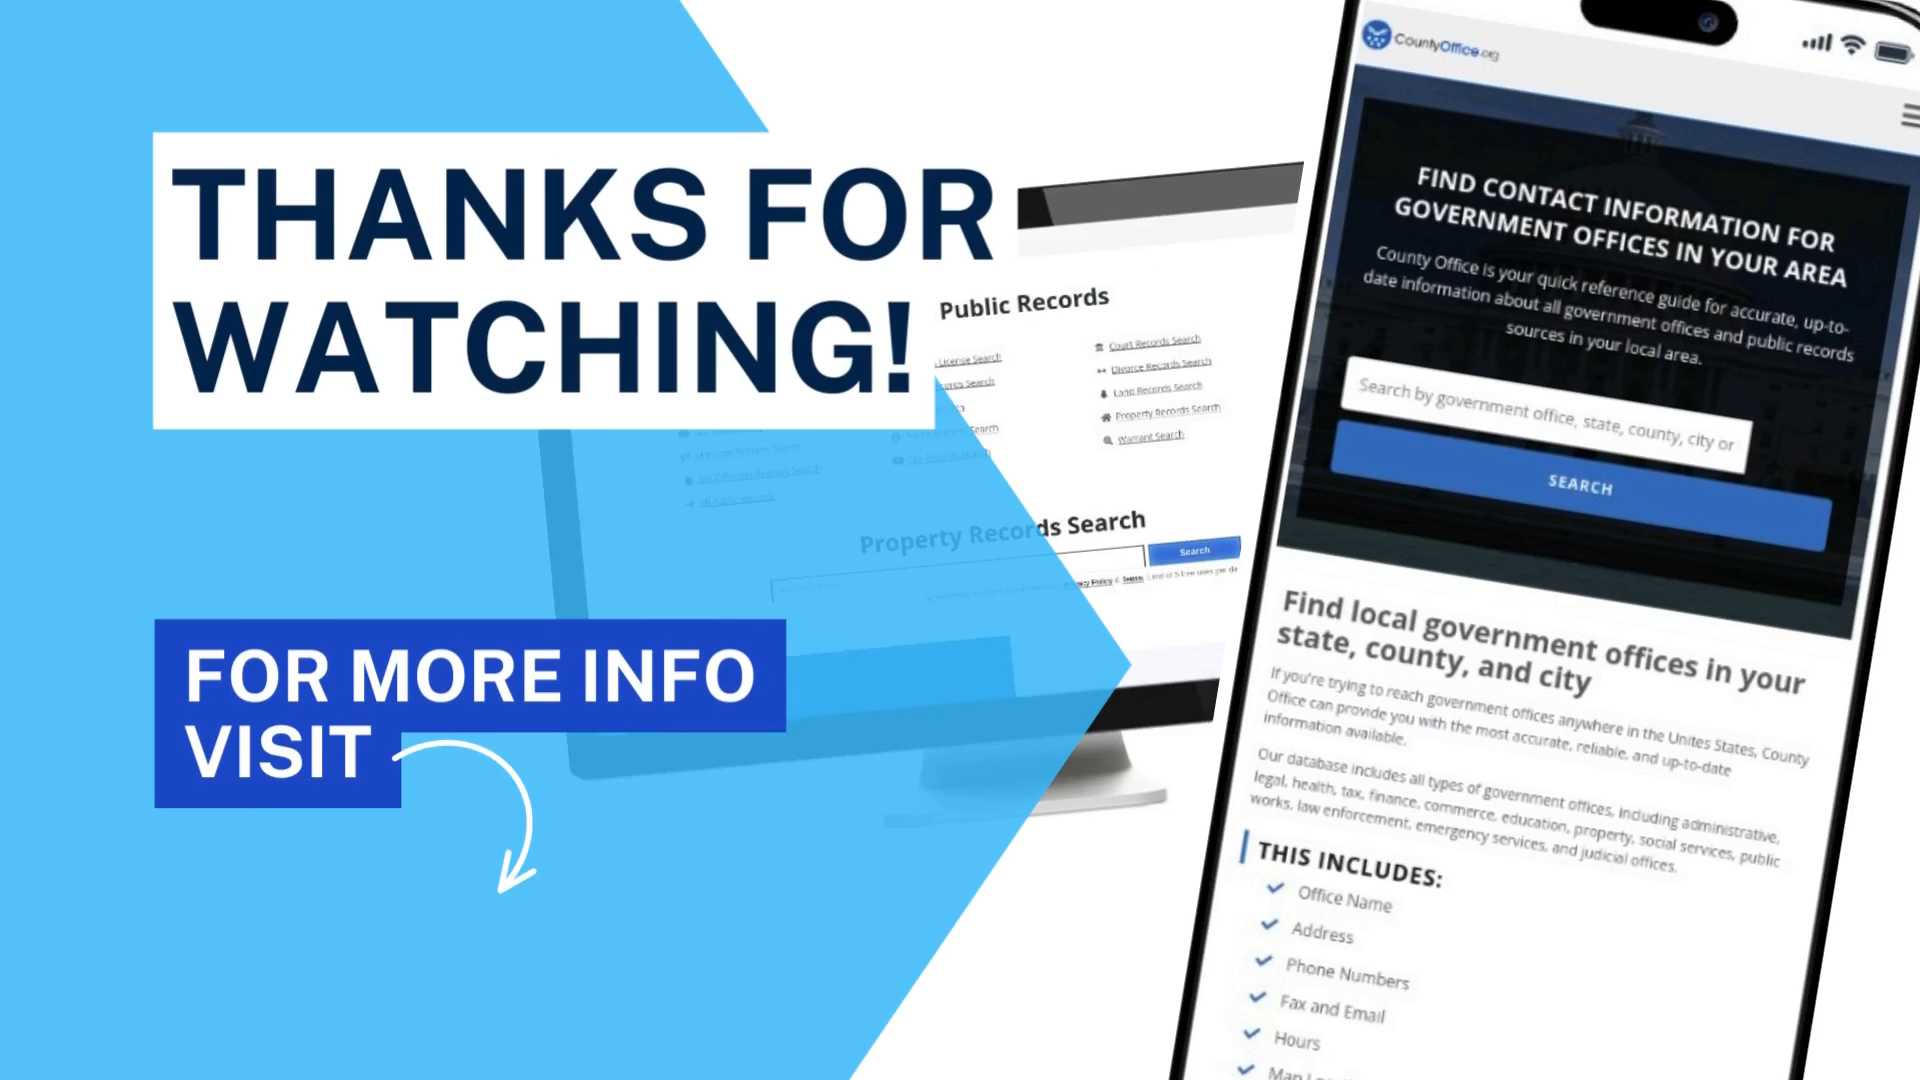 THANKS FOR
WATCHING!
FOR MORE INFO
VISIT
Public Records
License Search
Search
Search
Court Records Search
Divorce Records Search
Land Records Search
Property Records Search
Warrant Search
Property Records Search
Search
Policy & Terms
CountyOffice.org
FIND CONTACT INFORMATION FOR
GOVERNMENT OFFICES IN YOUR AREA
County Office is your quick reference guide for accurate, up-to-
date information about all government offices and public records
sources in your local area.
Search by government office, state, county, city or
SEARCH
Find local government offices in your
state, county, and city
If you're trying to reach government offices anywhere in the Unites States, County
Office can provide you with the most accurate, reliable, and up-to-date
information available.
Our database includes all types of government offices, including administrative,
legal, health, tax, finance, commerce, education, property, social services, public
works, law enforcement, emergency services, and judicial offices.
THIS INCLUDES:
Office Name
Address
Phone Numbers
Fax and Email
Hours